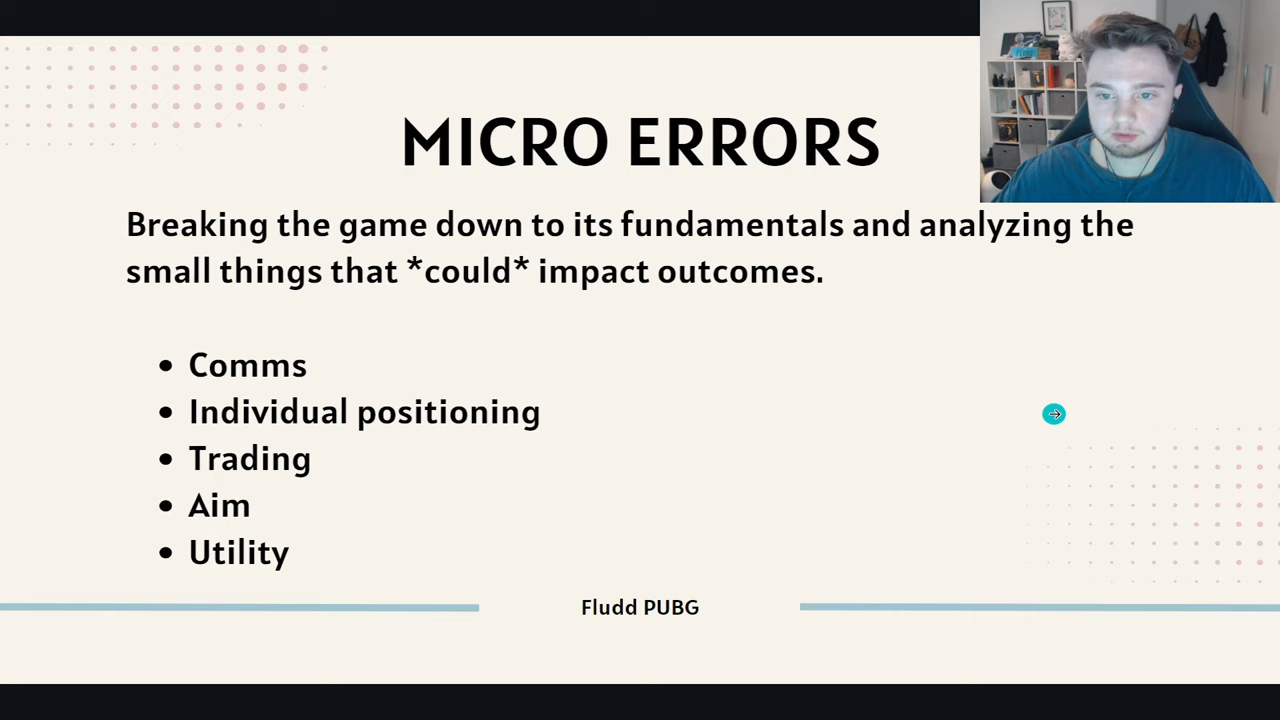 MICRO ERRORS
Breaking the game down to its fundamentals and analyzing the
small things that *could* impact outcomes.
• Comms
• Individual positioning
• Trading
• Aim
• Utility
Fludd PUBG